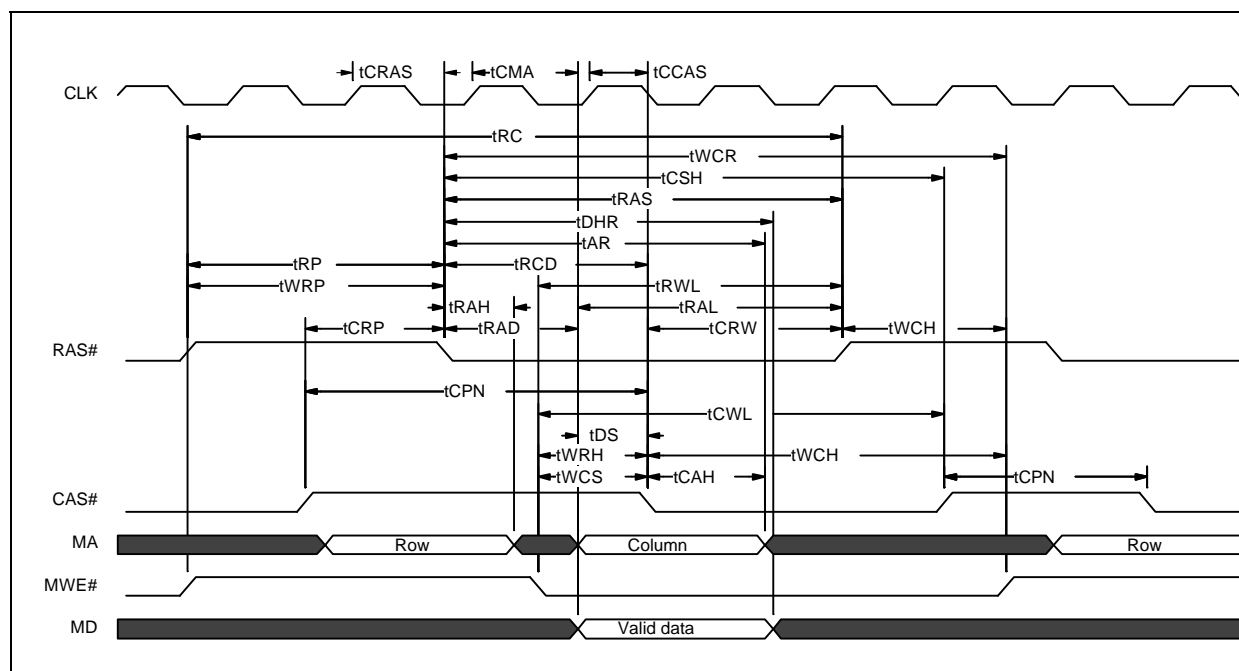 tCRAS tCMA tCCAS
CLK
tRC
tWCR
tCSH
tRAS
tDHR
tAR
tRP tRCD
tWRP tRWL
tRAH tRAL
tCRP tRAD tCRW tWCH
RAS#
tCPN
tCWL
tDS
tWRH tWCH
tWCS tCAH tCPN
CAS#
MA Row Column Row
MWE#
MD Valid data